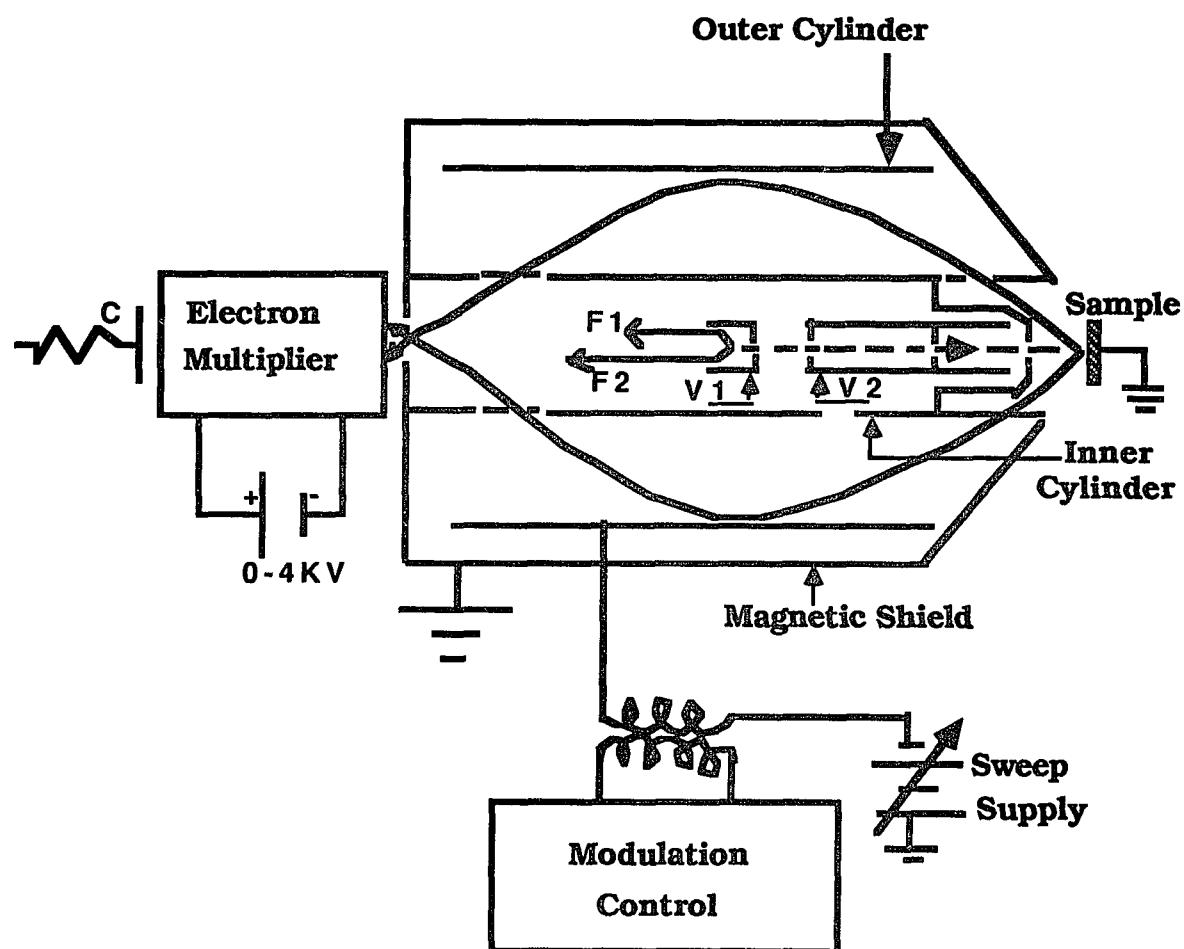 Outer Cylinder
C
Electron
Multiplier
F1
F2
V1
V2
Sample
Inner
Cylinder
+
-
0-4KV
Magnetic Shield
Sweep
Supply
Modulation
Control